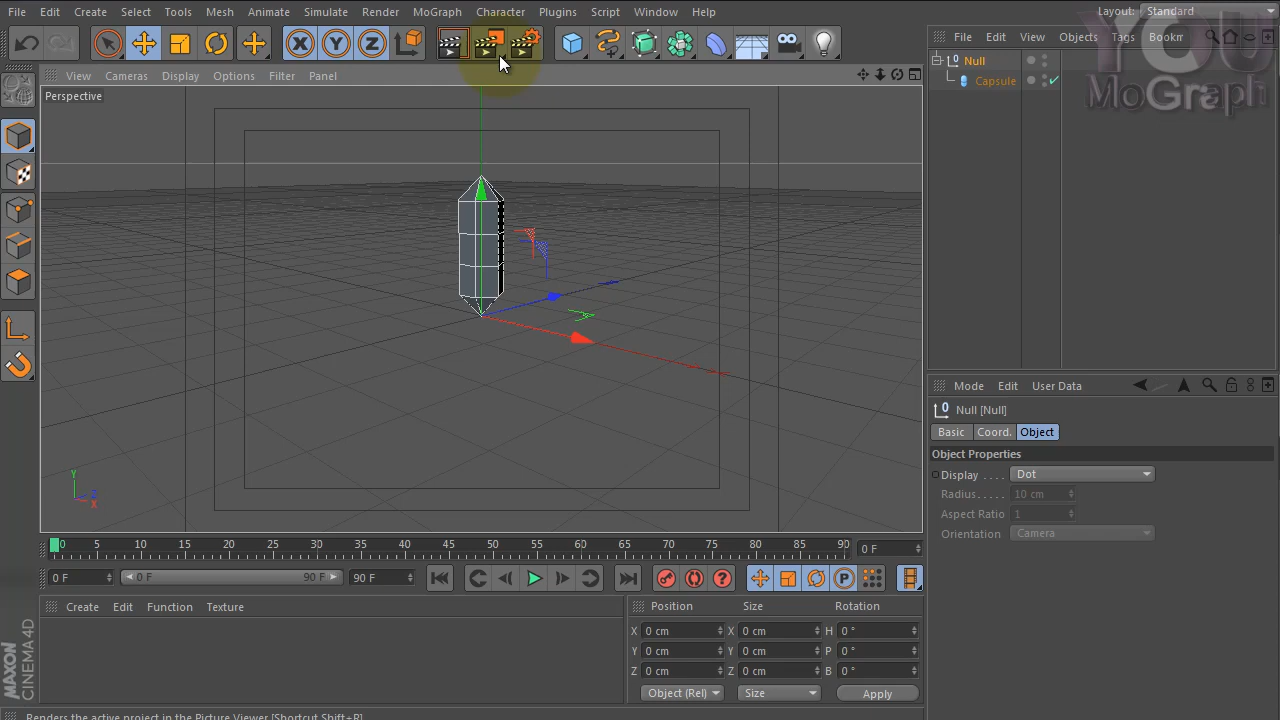 File Edit Create Select Tools Mesh Animate Simulate Render MoGraph Character Plugins Script Window Help
Layout: Standard
File Edit View Objects Tags Bookm
X Y Z
View Cameras Display Options Filter Panel
Perspective
0 Null
Capsule
YOU
MoGraph
Y
Z
X
Mode Edit User Data
0 Null [Null]
Basic Coord. Object
Object Properties
Display . . . . Dot
Radius. . . . . 10 cm
Aspect Ratio 1
Orientation Camera
0 5 10 15 20 25 30 35 40 45 50 55 60 65 70 75 80 85 90
0 F
0 F 0 F 90 F 90 F
? P
Create Edit Function Texture
Position Size Rotation
X 0 cm X 0 cm H 0 °
Y 0 cm Y 0 cm P 0 °
Z 0 cm Z 0 cm B 0 °
Object (Rel) Size Apply
MAXON
CINEMA 4D
Renders the active project in the Picture Viewer [Shortcut Shift+R]